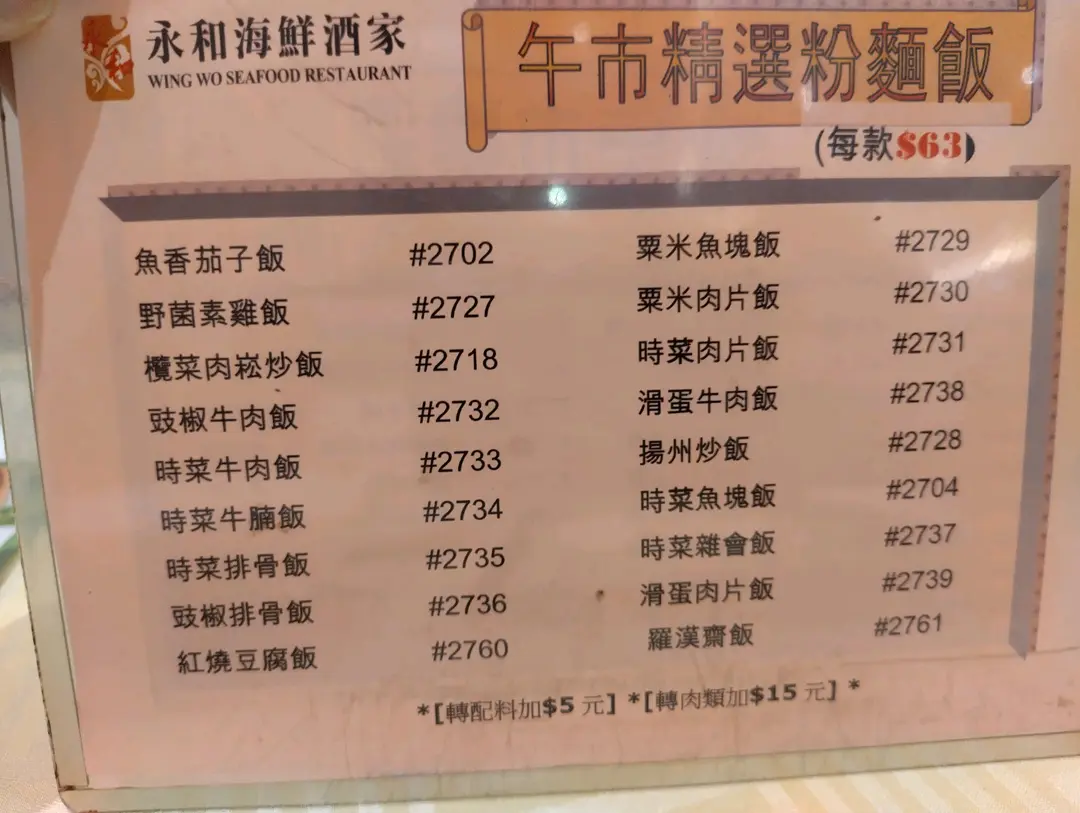 永和海鮮酒家
WING WO SEAFOOD RESTAURANT
午市精選粉麵飯
(每款$63)
魚香茄子飯 #2702
野菌素雞飯 #2727
欖菜肉崧炒飯 #2718
豉椒牛肉飯 #2732
時菜牛肉飯 #2733
時菜牛腩飯 #2734
時菜排骨飯 #2735
豉椒排骨飯 #2736
紅燒豆腐飯 #2760
粟米魚塊飯 #2729
粟米肉片飯 #2730
時菜肉片飯 #2731
滑蛋牛肉飯 #2738
揚州炒飯 #2728
時菜魚塊飯 #2704
時菜雜會飯 #2737
滑蛋肉片飯 #2739
羅漢齋飯 #2761
*[轉配料加$5 元] *[轉肉類加$15 元] *